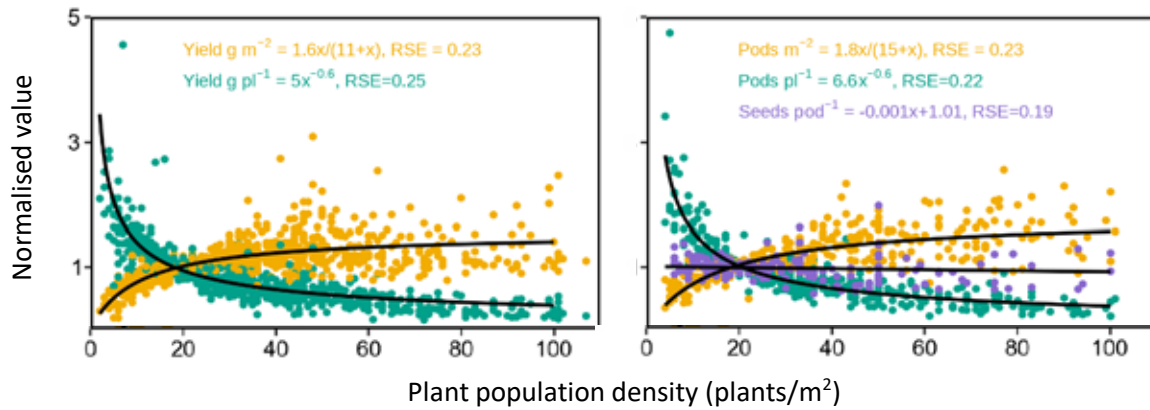 Normalised value
5
3
1
Yield g m⁻² = 1.6x/(11+x), RSE = 0.23
Yield g pl⁻¹ = 5x⁻⁰·⁶, RSE=0.25
0 20 40 60 80 100
Pods m⁻² = 1.8x/(15+x), RSE = 0.23
Pods pl⁻¹ = 6.6x⁻⁰·⁶, RSE=0.22
Seeds pod⁻¹ = -0.001x+1.01, RSE=0.19
0 20 40 60 80 100
Plant population density (plants/m²)